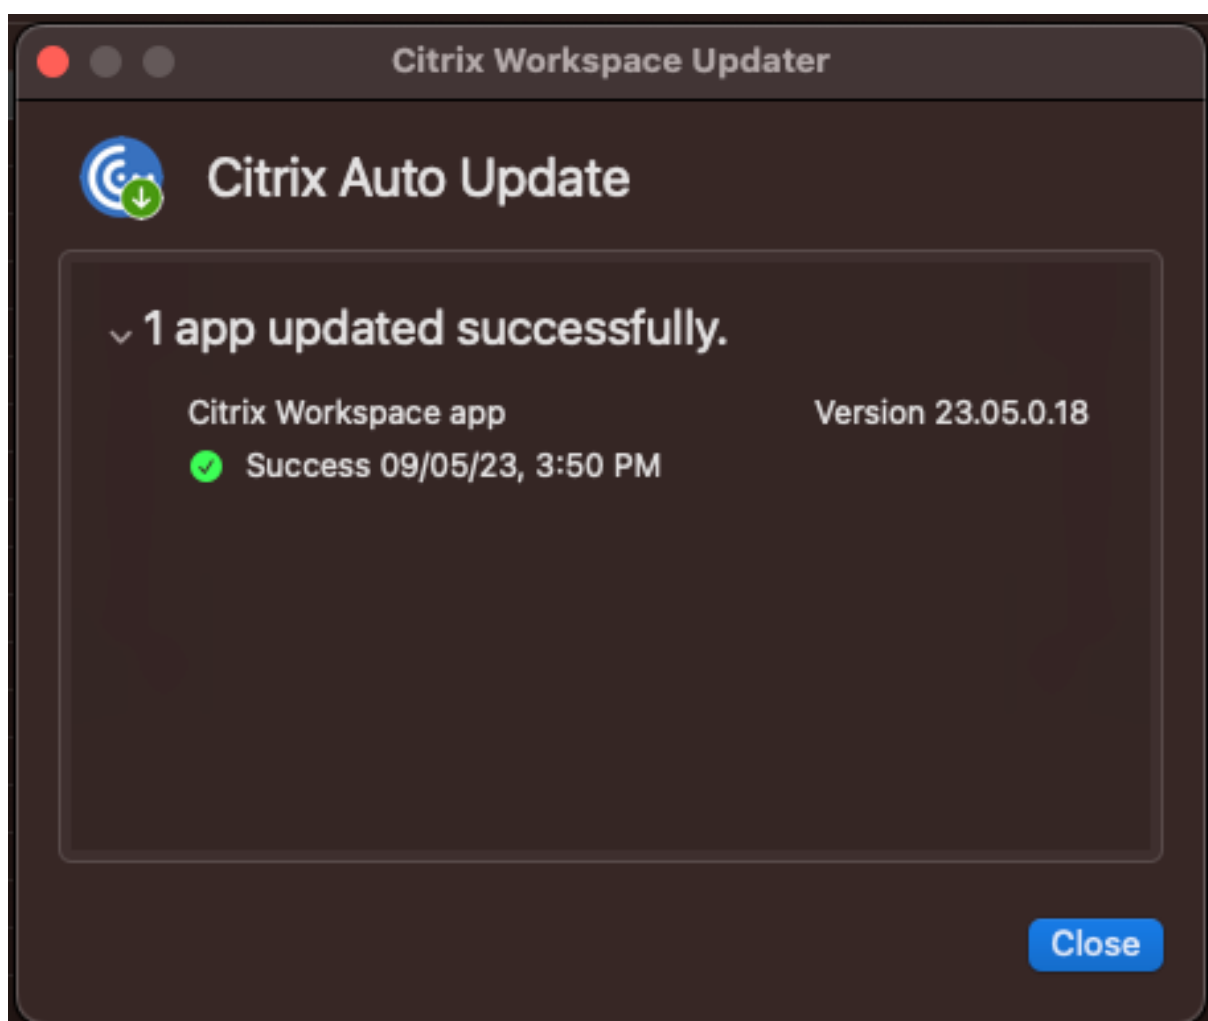 Citrix Workspace Updater
Citrix Auto Update
1 app updated successfully.
Citrix Workspace app Version 23.05.0.18
Success 09/05/23, 3:50 PM
Close